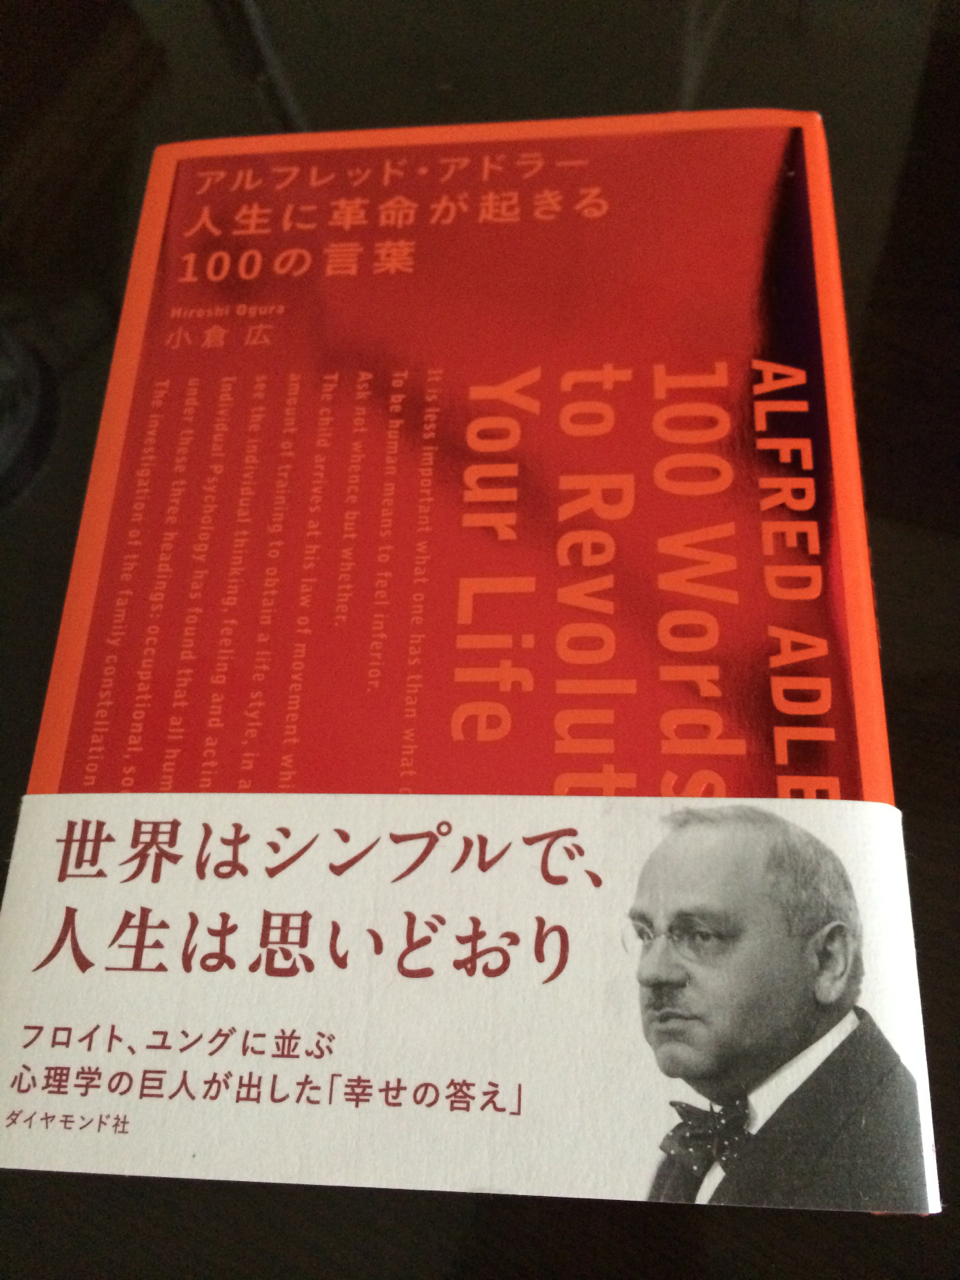 アルフレッド・アドラー
人生に革命が起きる
100の言葉
Hiroshi Ogura
小倉 広
ALFRED ADLE
100 Words
to Revolut
Your Life
It is less important what one has than what
To be human means to feel inferior.
Ask not whence but whether.
The child arrives at his law of movement whi
amount of training to obtain a life style, in a
see the individual thinking, feeling and actin
Individual Psychology has found that all hum
under these three headings: occupational, so
The investigation of the family constellation
世界はシンプルで、
人生は思いどおり
フロイト、ユングに並ぶ
心理学の巨人が出した「幸せの答え」
ダイヤモンド社